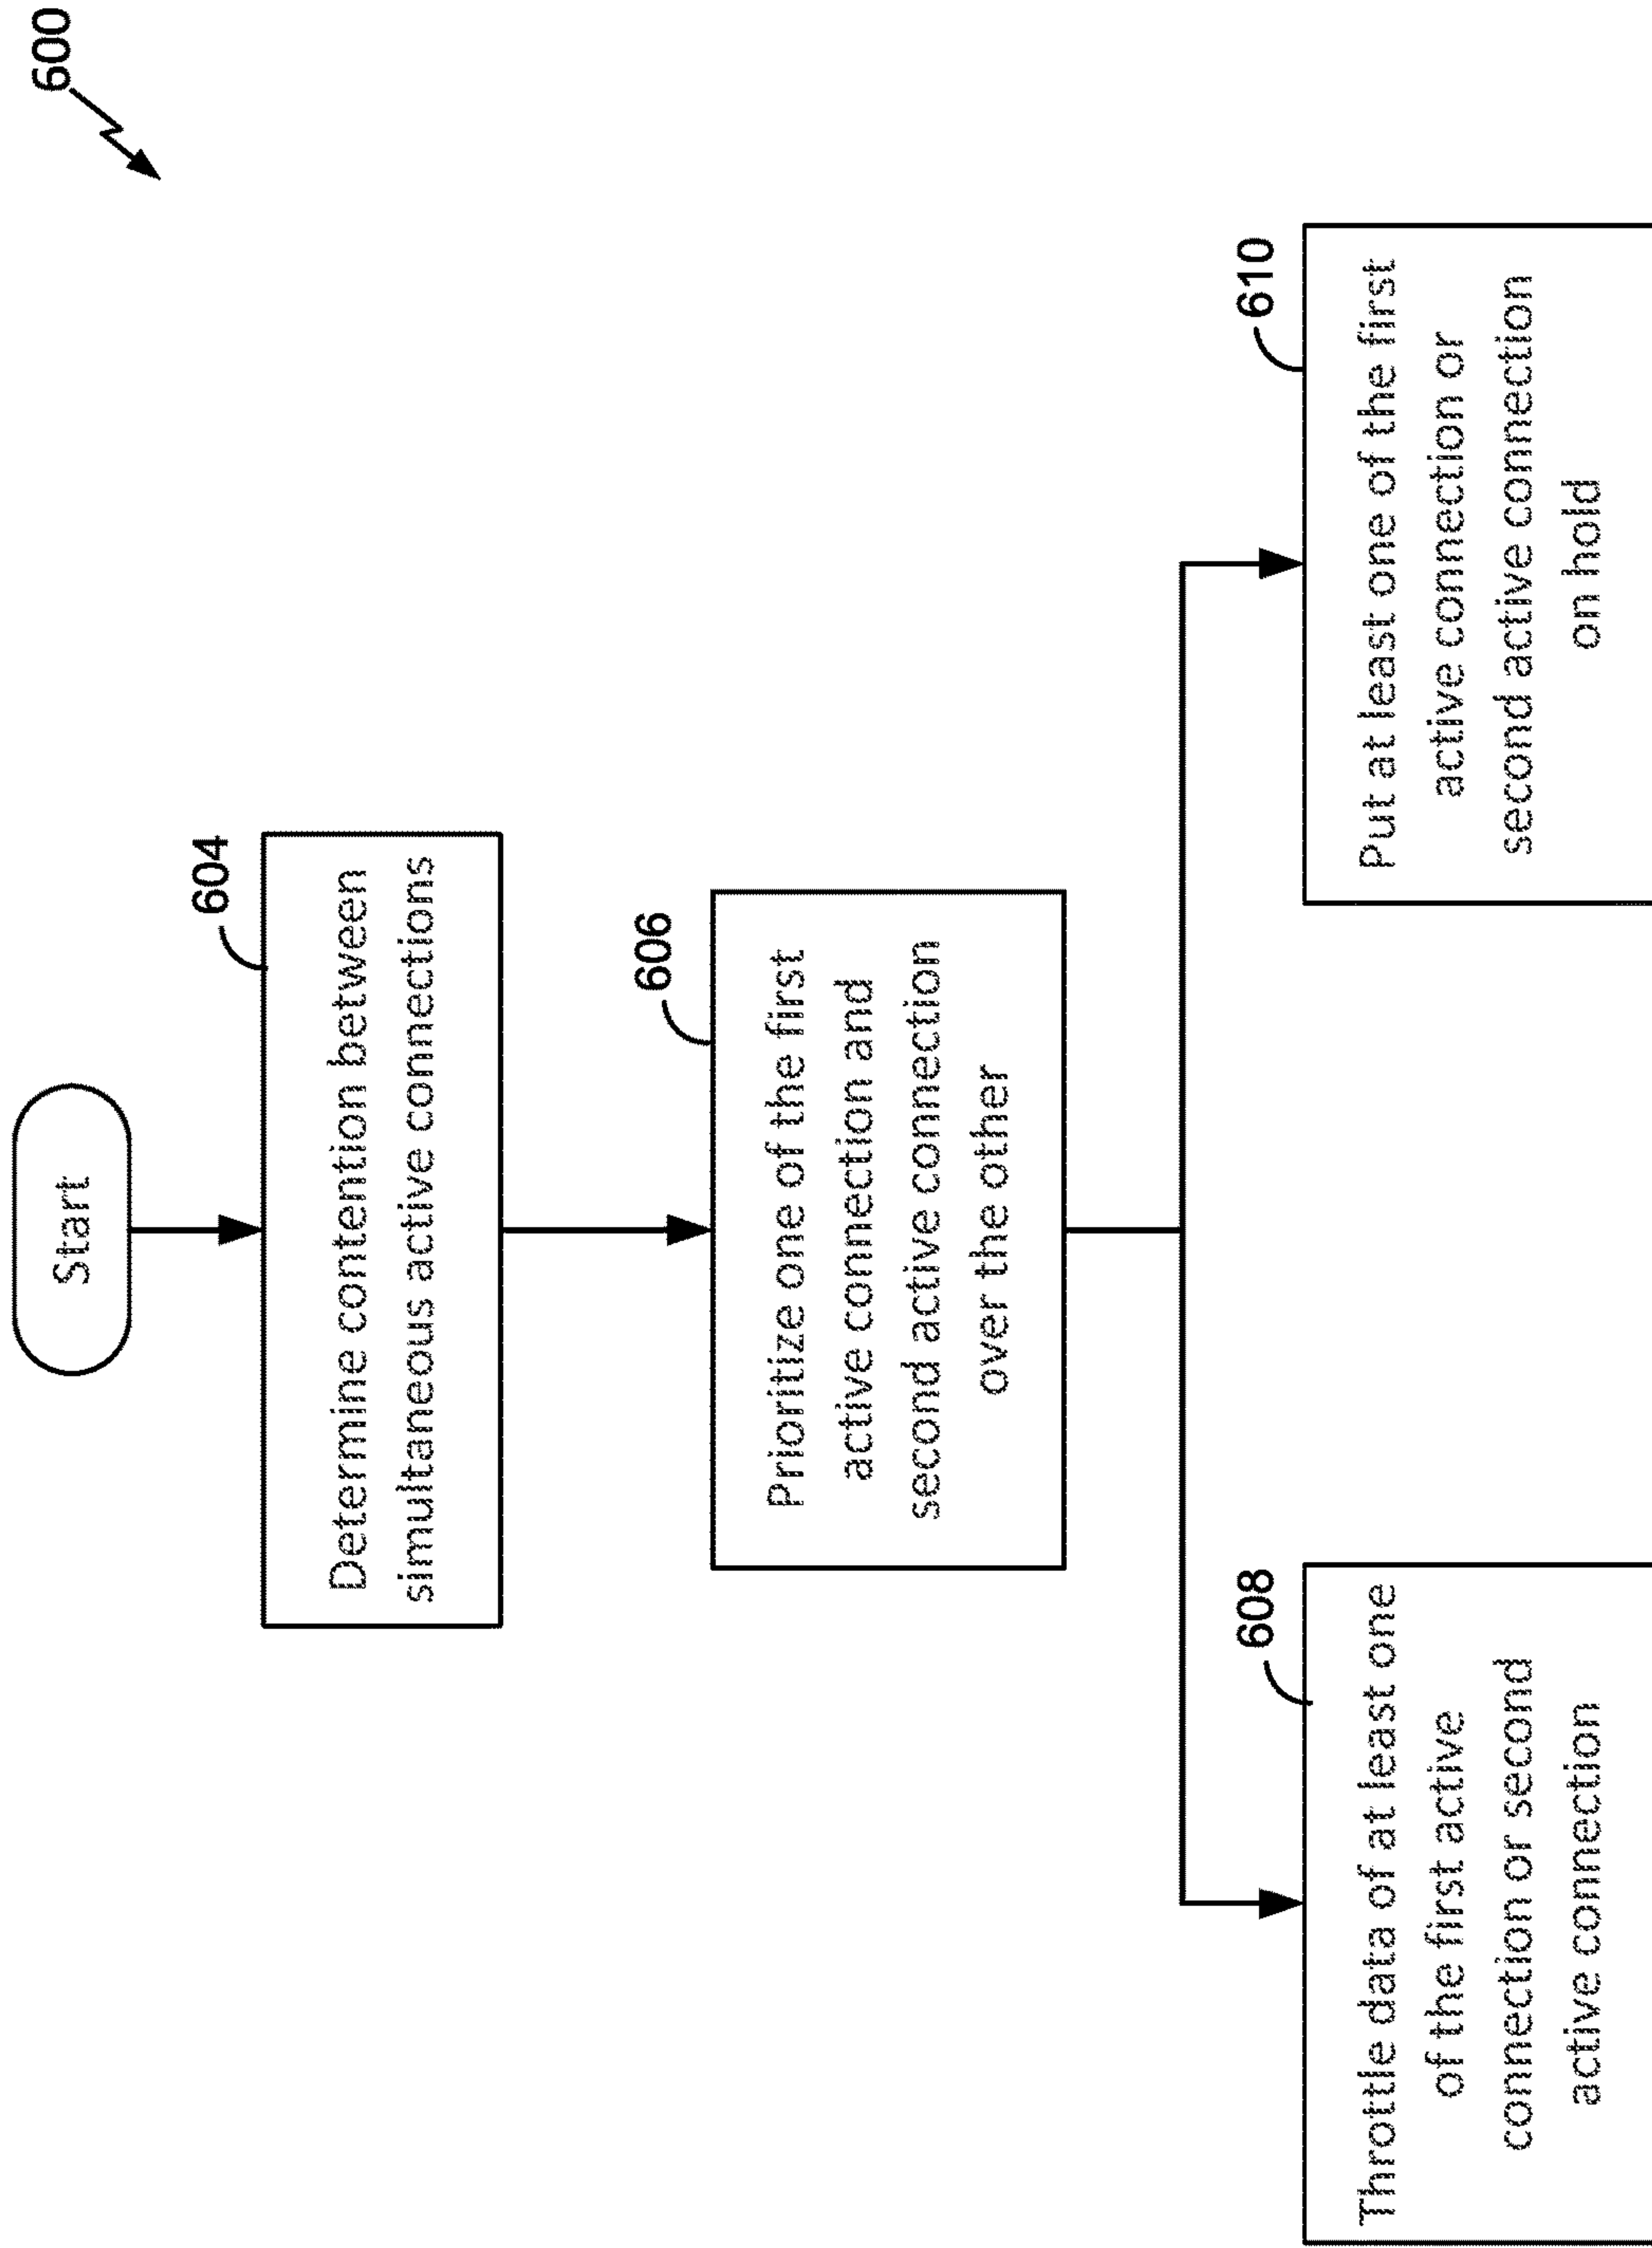 600
Start
604
Determine contention between
simultaneous active connections
606
Prioritize one of the first
active connection and
second active connection
over the other
608
Throttle data of at least one
of the first active
connection or second
active connection
610
Put at least one of the first
active connection or
second active connection
on hold